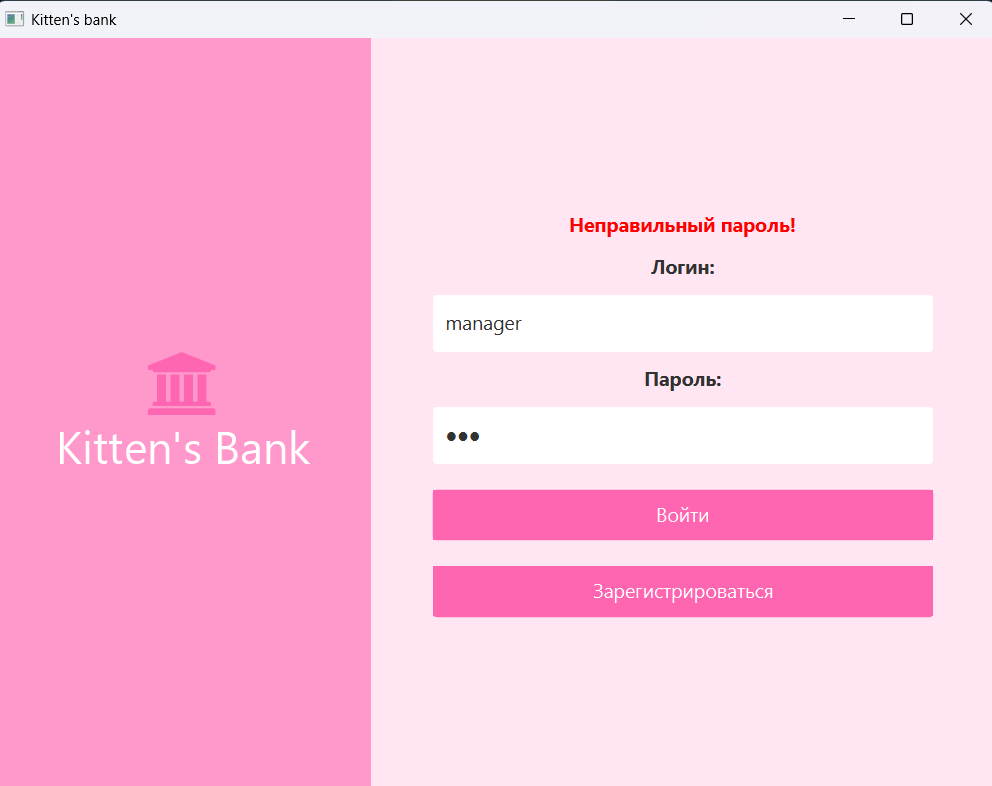 Kitten's bank
Kitten's Bank
Неправильный пароль!
Логин:
manager
Пароль:
●●●
Войти
Зарегистрироваться